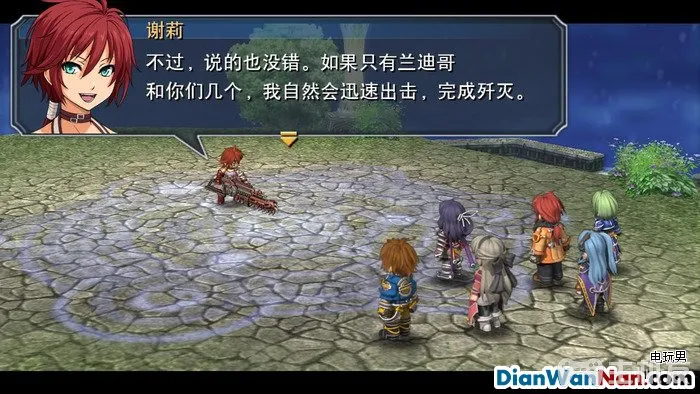 谢莉
不过，说的也没错。如果只有兰迪哥
和你们几个，我自然会迅速出击，完成歼灭。
电玩男
DianWanNan.com